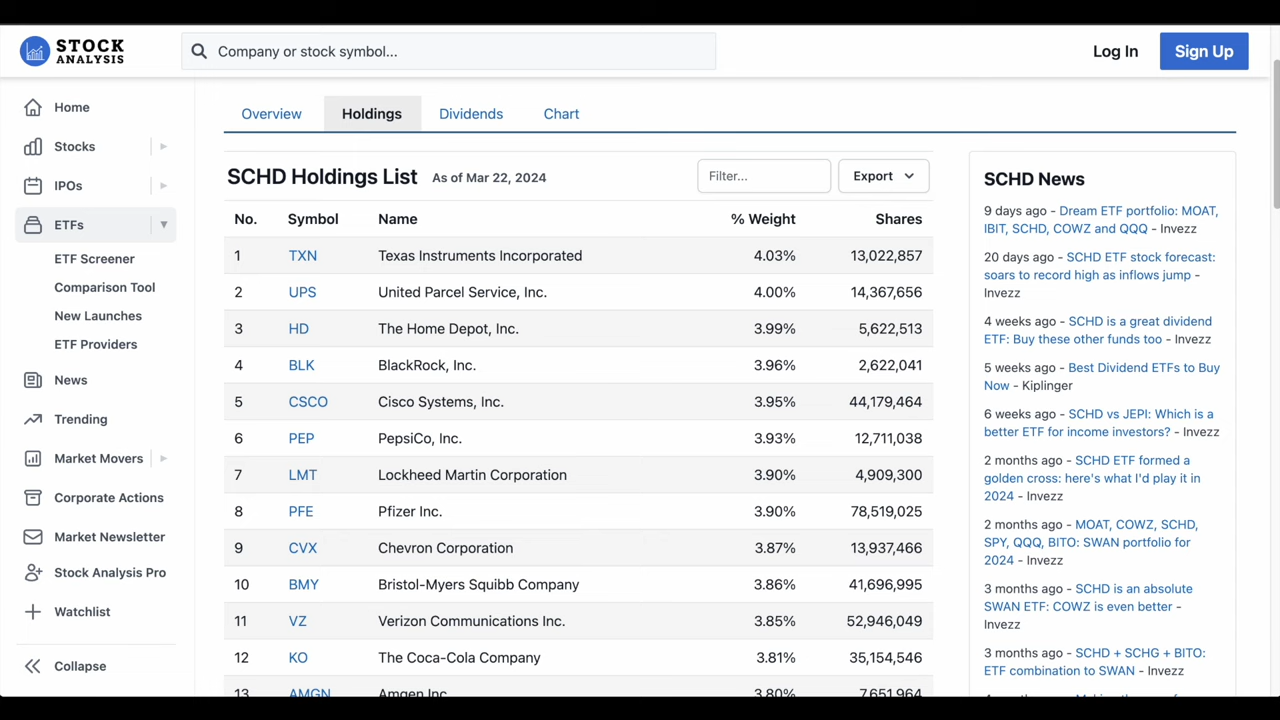 STOCK
ANALYSIS
Company or stock symbol...
Log In
Sign Up
Home
Stocks
IPOs
ETFs
ETF Screener
Comparison Tool
New Launches
ETF Providers
News
Trending
Market Movers
Corporate Actions
Market Newsletter
Stock Analysis Pro
Watchlist
Collapse
Overview Holdings Dividends Chart
SCHD Holdings List As of Mar 22, 2024 Filter... Export
No. Symbol Name % Weight Shares
1 TXN Texas Instruments Incorporated 4.03% 13,022,857
2 UPS United Parcel Service, Inc. 4.00% 14,367,656
3 HD The Home Depot, Inc. 3.99% 5,622,513
4 BLK BlackRock, Inc. 3.96% 2,622,041
5 CSCO Cisco Systems, Inc. 3.95% 44,179,464
6 PEP PepsiCo, Inc. 3.93% 12,711,038
7 LMT Lockheed Martin Corporation 3.90% 4,909,300
8 PFE Pfizer Inc. 3.90% 78,519,025
9 CVX Chevron Corporation 3.87% 13,937,466
10 BMY Bristol-Myers Squibb Company 3.86% 41,696,995
11 VZ Verizon Communications Inc. 3.85% 52,946,049
12 KO The Coca-Cola Company 3.81% 35,154,546
13 AMGN Amgen Inc. 3.80% 7,651,964
SCHD News
9 days ago - Dream ETF portfolio: MOAT,
IBIT, SCHD, COWZ and QQQ - Invezz
20 days ago - SCHD ETF stock forecast:
soars to record high as inflows jump -
Invezz
4 weeks ago - SCHD is a great dividend
ETF: Buy these other funds too - Invezz
5 weeks ago - Best Dividend ETFs to Buy
Now - Kiplinger
6 weeks ago - SCHD vs JEPI: Which is a
better ETF for income investors? - Invezz
2 months ago - SCHD ETF formed a
golden cross: here's what I'd play it in
2024 - Invezz
2 months ago - MOAT, COWZ, SCHD,
SPY, QQQ, BITO: SWAN portfolio for
2024 - Invezz
3 months ago - SCHD is an absolute
SWAN ETF: COWZ is even better -
Invezz
3 months ago - SCHD + SCHG + BITO:
ETF combination to SWAN - Invezz